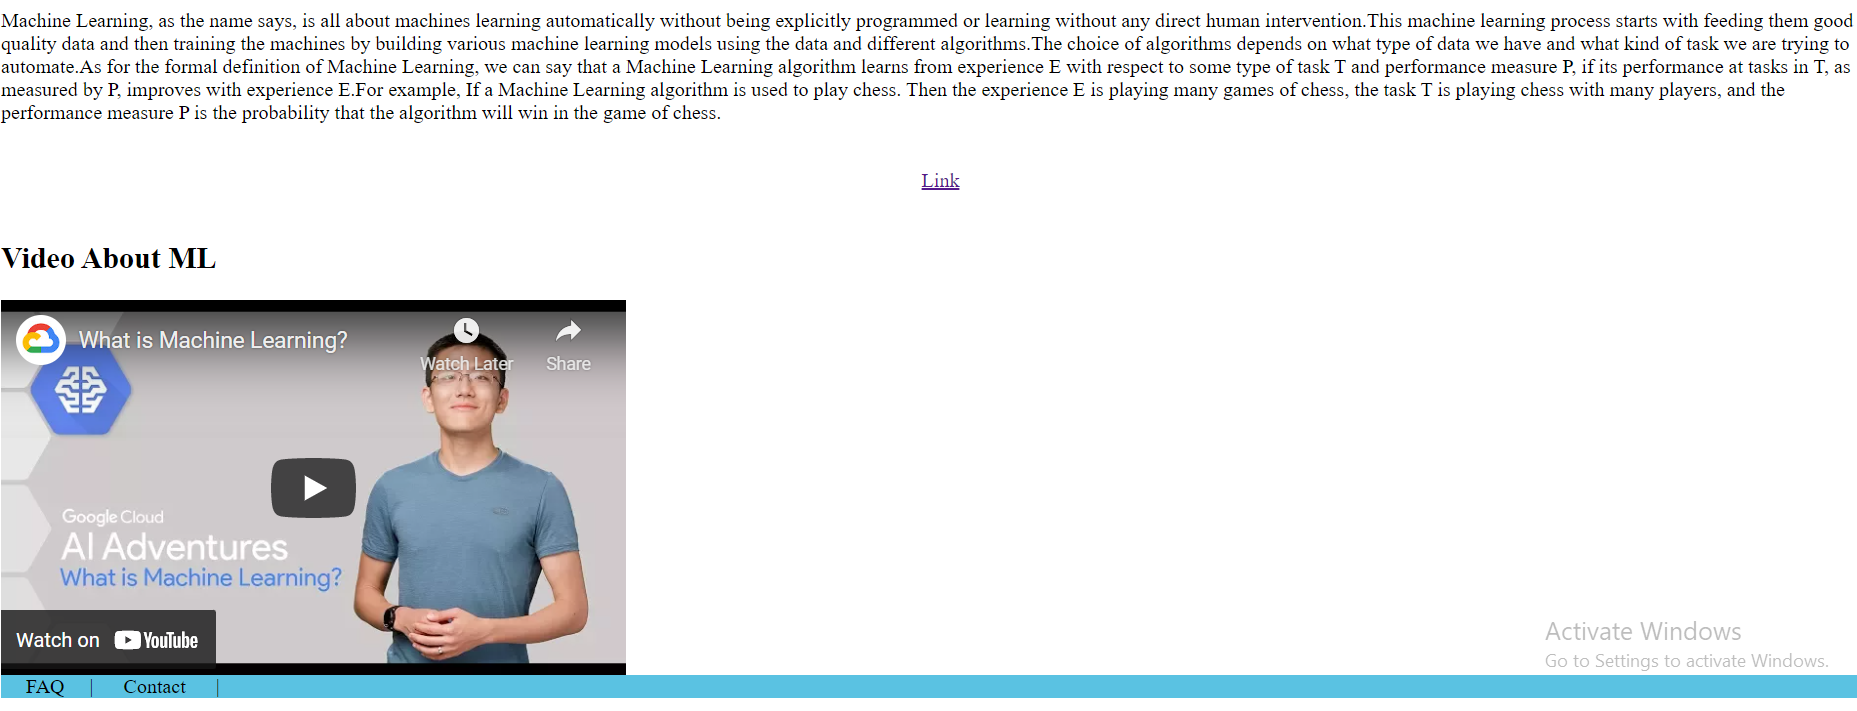 Machine Learning, as the name says, is all about machines learning automatically without being explicitly programmed or learning without any direct human intervention.This machine learning process starts with feeding them good
quality data and then training the machines by building various machine learning models using the data and different algorithms.The choice of algorithms depends on what type of data we have and what kind of task we are trying to
automate.As for the formal definition of Machine Learning, we can say that a Machine Learning algorithm learns from experience E with respect to some type of task T and performance measure P, if its performance at tasks in T, as
measured by P, improves with experience E.For example, If a Machine Learning algorithm is used to play chess. Then the experience E is playing many games of chess, the task T is playing chess with many players, and the
performance measure P is the probability that the algorithm will win in the game of chess.
Link
Video About ML
What is Machine Learning?
Watch Later Share
Google Cloud
AI Adventures
What is Machine Learning?
Watch on YouTube
Activate Windows
Go to Settings to activate Windows.
FAQ | Contact |